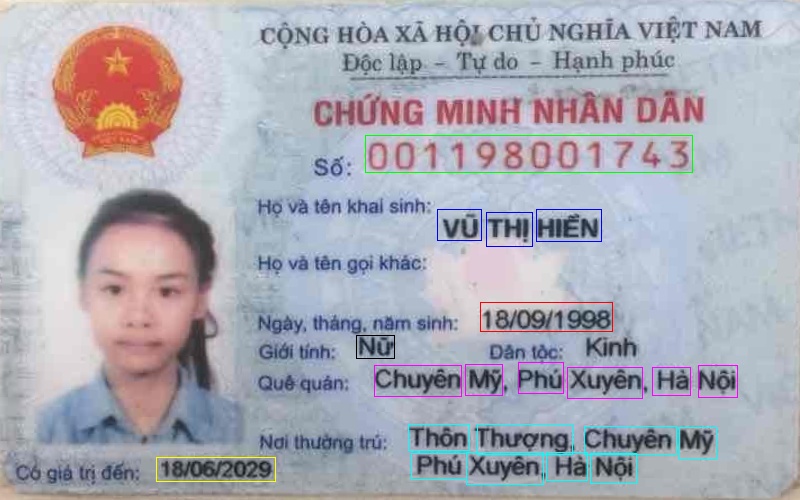 CỘNG HÒA XÃ HỘI CHỦ NGHĨA VIỆT NAM
Độc lập - Tự do - Hạnh phúc
CHỨNG MINH NHÂN DÂN
Số: 001198001743
Họ và tên khai sinh: VŨ THỊ HIỀN
Họ và tên gọi khác:
Ngày, tháng, năm sinh: 18/09/1998
Giới tính: Nữ Dân tộc: Kinh
Quê quán: Chuyên Mỹ, Phú Xuyên, Hà Nội
Nơi thường trú: Thôn Thượng, Chuyên Mỹ
Phú Xuyên, Hà Nội
Có giá trị đến: 18/06/2029